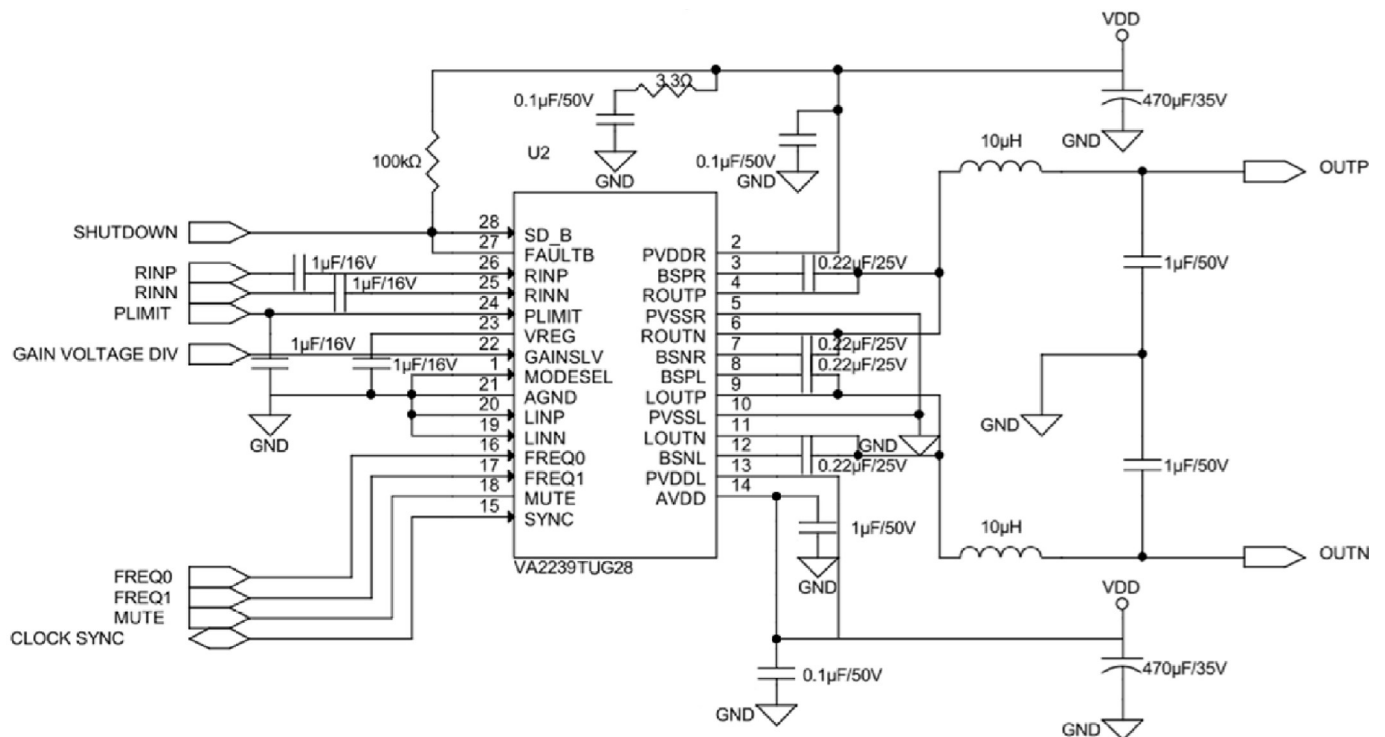 VDD
3.3Ω
0.1µF/50V
470µF/35V
GND
100kΩ
U2
GND
0.1µF/50V
GND
10µH
OUTP
SHUTDOWN
28
SD_B
27
FAULTB
PVDDR
2
RINP
1µF/16V
26
RINP
BSPR
3
0.22µF/25V
1µF/50V
RINN
1µF/16V
25
RINN
ROUTP
4
PLIMIT
24
PLIMIT
PVSSR
5
23
VREG
ROUTN
6
GAIN VOLTAGE DIV
1µF/16V
22
GAINSLV
BSNR
7
0.22µF/25V
1µF/16V
1
MODESEL
BSPL
8
0.22µF/25V
21
AGND
LOUTP
9
20
LINP
PVSSL
10
GND
GND
19
LINN
LOUTN
11
GND
16
FREQ0
BSNL
12
0.22µF/25V
1µF/50V
17
FREQ1
PVDDL
13
18
MUTE
AVDD
14
15
SYNC
1µF/50V
10µH
VA2239TUG28
GND
OUTN
FREQ0
FREQ1
MUTE
CLOCK SYNC
VDD
0.1µF/50V
470µF/35V
GND
GND